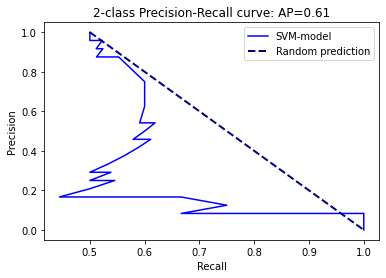 2-class Precision-Recall curve: AP=0.61
SVM-model
Random prediction
Precision
1.0
0.8
0.6
0.4
0.2
0.0
0.5
0.6
0.7
0.8
0.9
1.0
Recall